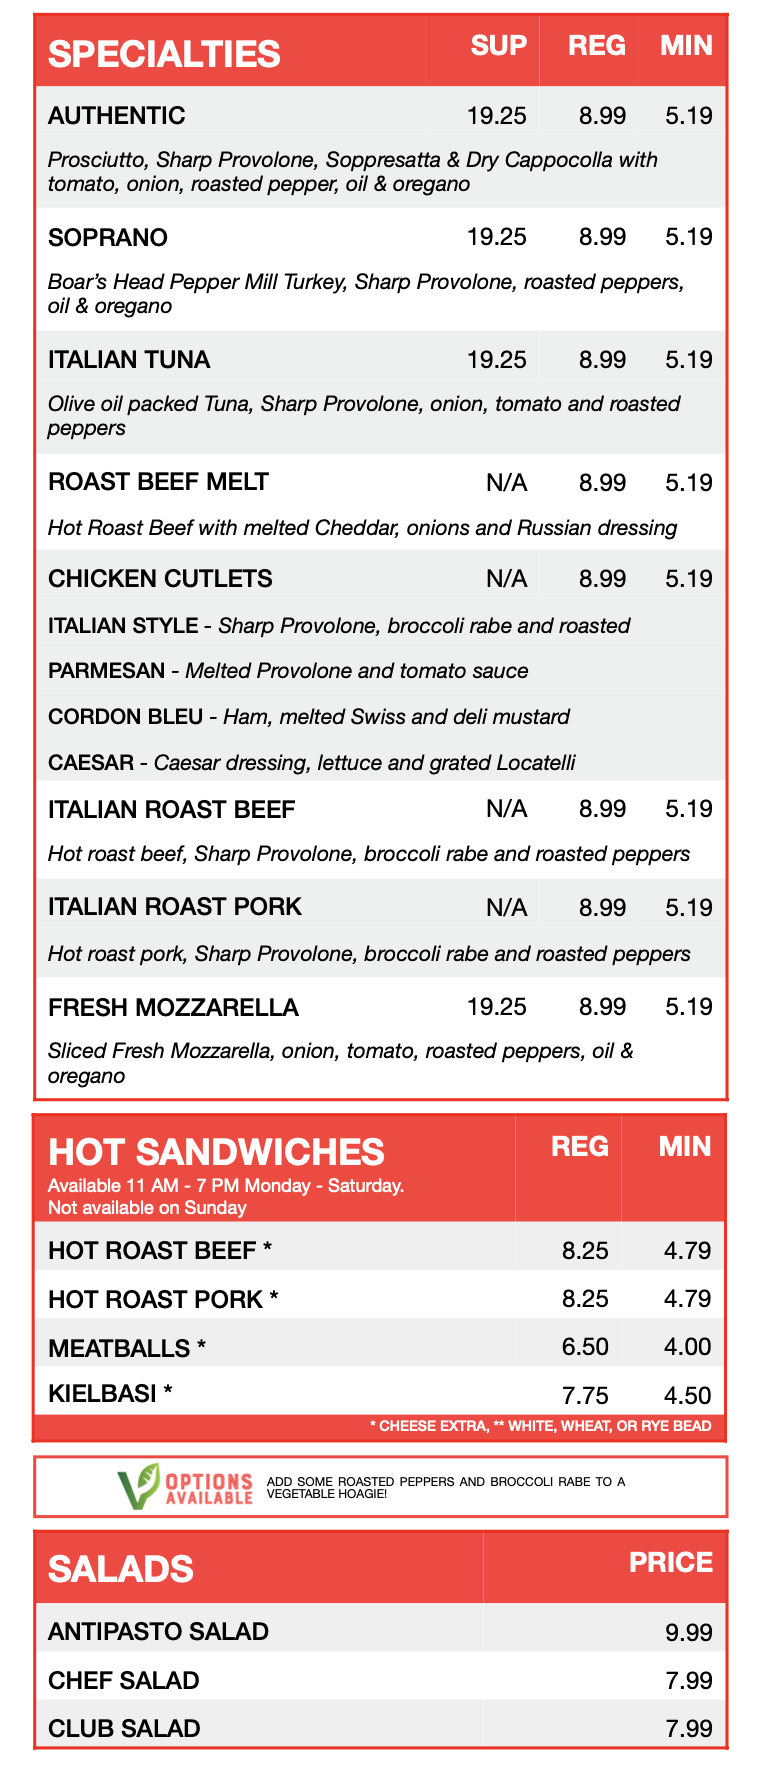 SPECIALTIES SUP REG MIN
AUTHENTIC 19.25 8.99 5.19
Prosciutto, Sharp Provolone, Soppresatta & Dry Cappocolla with
tomato, onion, roasted pepper, oil & oregano
SOPRANO 19.25 8.99 5.19
Boar's Head Pepper Mill Turkey, Sharp Provolone, roasted peppers,
oil & oregano
ITALIAN TUNA 19.25 8.99 5.19
Olive oil packed Tuna, Sharp Provolone, onion, tomato and roasted
peppers
ROAST BEEF MELT N/A 8.99 5.19
Hot Roast Beef with melted Cheddar, onions and Russian dressing
CHICKEN CUTLETS N/A 8.99 5.19
ITALIAN STYLE - Sharp Provolone, broccoli rabe and roasted
PARMESAN - Melted Provolone and tomato sauce
CORDON BLEU - Ham, melted Swiss and deli mustard
CAESAR - Caesar dressing, lettuce and grated Locatelli
ITALIAN ROAST BEEF N/A 8.99 5.19
Hot roast beef, Sharp Provolone, broccoli rabe and roasted peppers
ITALIAN ROAST PORK N/A 8.99 5.19
Hot roast pork, Sharp Provolone, broccoli rabe and roasted peppers
FRESH MOZZARELLA 19.25 8.99 5.19
Sliced Fresh Mozzarella, onion, tomato, roasted peppers, oil &
oregano
HOT SANDWICHES REG MIN
Available 11 AM - 7 PM Monday - Saturday.
Not available on Sunday
HOT ROAST BEEF * 8.25 4.79
HOT ROAST PORK * 8.25 4.79
MEATBALLS * 6.50 4.00
KIELBASI * 7.75 4.50
* CHEESE EXTRA, ** WHITE, WHEAT, OR RYE BEAD
V OPTIONS
AVAILABLE
ADD SOME ROASTED PEPPERS AND BROCCOLI RABE TO A
VEGETABLE HOAGIE!
SALADS PRICE
ANTIPASTO SALAD 9.99
CHEF SALAD 7.99
CLUB SALAD 7.99